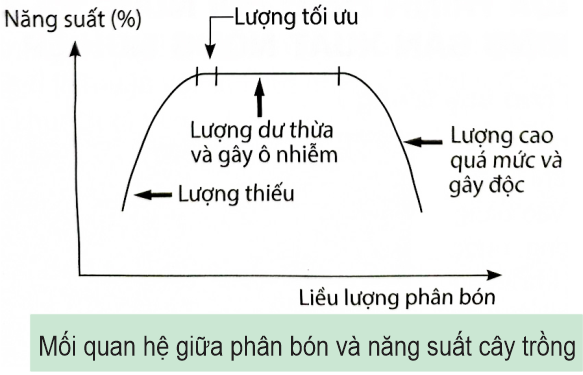 Năng suất (%)
Lượng tối ưu
Lượng dư thừa
và gây ô nhiễm
Lượng cao
quá mức và
gây độc
Lượng thiếu
Liều lượng phân bón
Mối quan hệ giữa phân bón và năng suất cây trồng